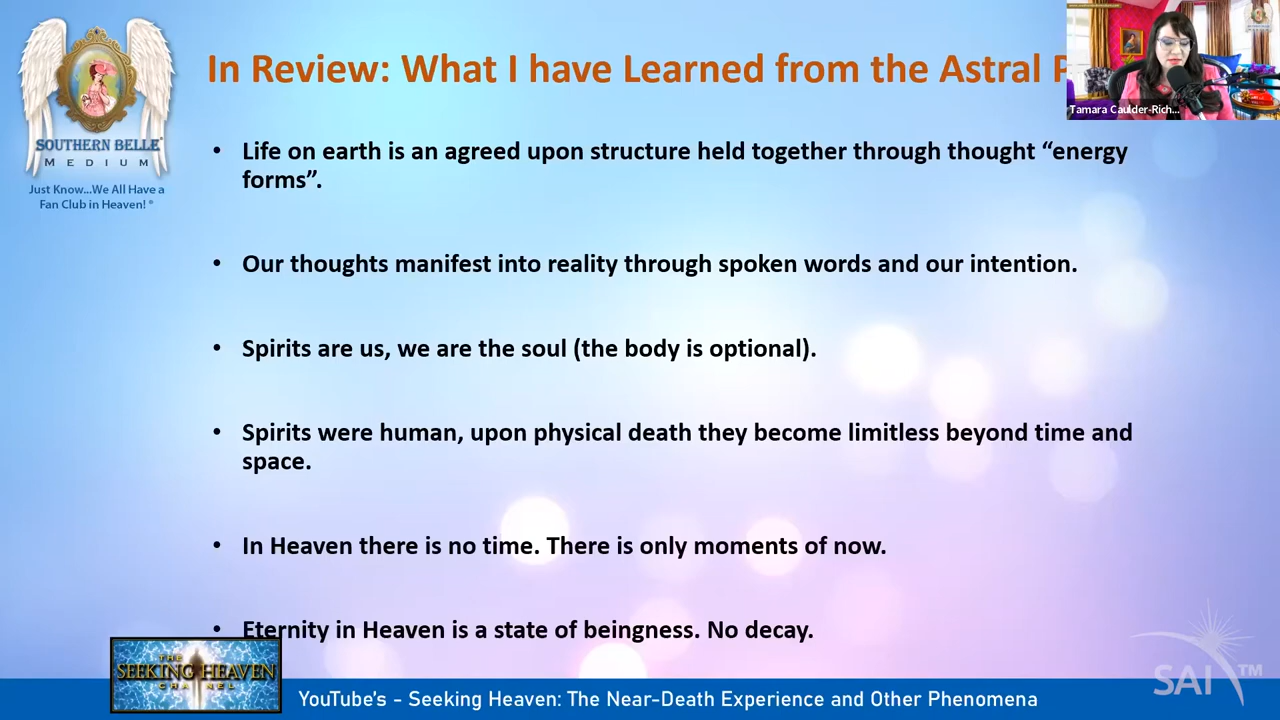 In Review: What I have Learned from the Astral
Tamara Caulder-Rich...
SOUTHERN BELLE®
MEDIUM
Just Know...We All Have a
Fan Club in Heaven! ®
• Life on earth is an agreed upon structure held together through thought “energy
forms”.
• Our thoughts manifest into reality through spoken words and our intention.
• Spirits are us, we are the soul (the body is optional).
• Spirits were human, upon physical death they become limitless beyond time and
space.
• In Heaven there is no time. There is only moments of now.
• Eternity in Heaven is a state of beingness. No decay.
THE
SEEKING HEAVEN
CHANNEL
YouTube's - Seeking Heaven: The Near-Death Experience and Other Phenomena
SAI™